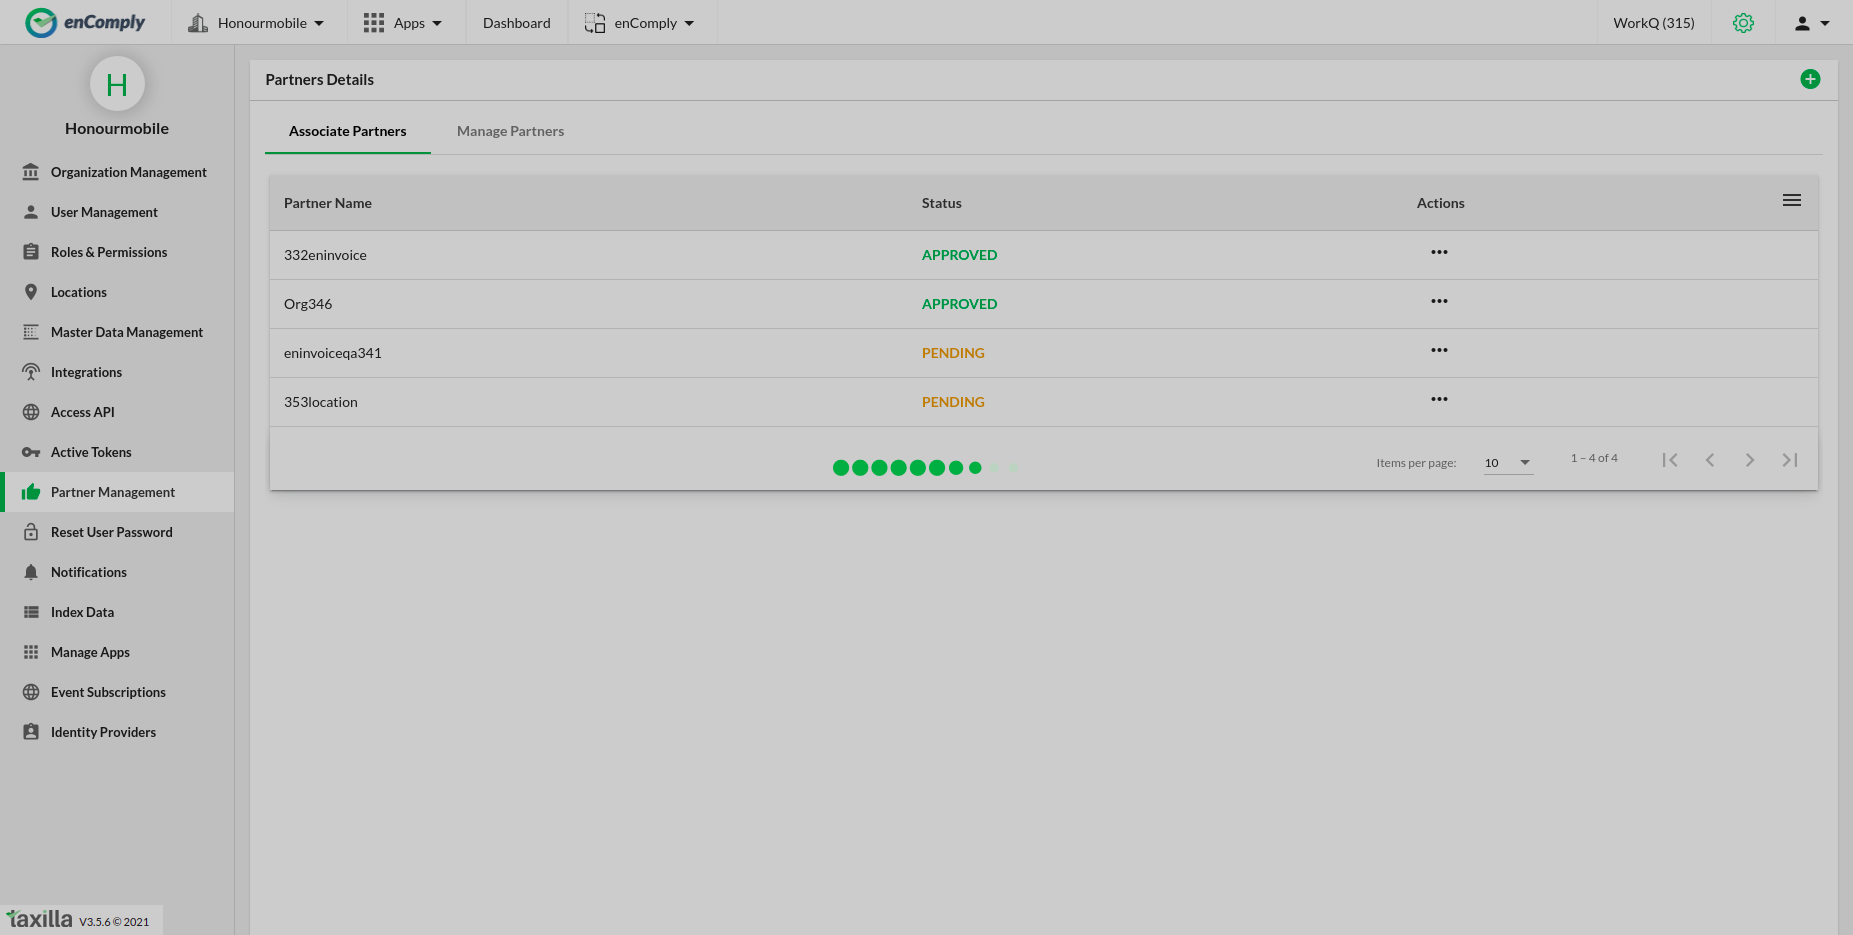 enComply
Honourmobile
Apps
Dashboard
enComply
WorkQ (315)
H
Honourmobile
Organization Management
User Management
Roles & Permissions
Locations
Master Data Management
Integrations
Access API
Active Tokens
Partner Management
Reset User Password
Notifications
Index Data
Manage Apps
Event Subscriptions
Identity Providers
taxilla V3.5.6 © 2021
Partners Details
Associate Partners
Manage Partners
Partner Name Status Actions
332eninvoice APPROVED
Org346 APPROVED
eninvoiceqa341 PENDING
353location PENDING
Items per page: 10 1 – 4 of 4